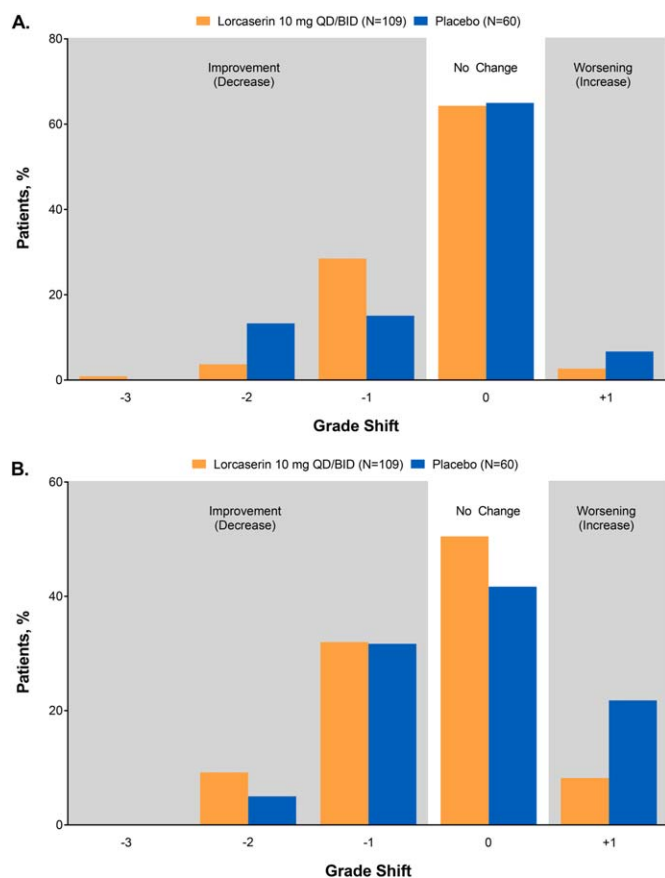 A.
Lorcaserin 10 mg QD/BID (N=109) Placebo (N=60)
80
Improvement
(Decrease)
No Change
Worsening
(Increase)
60
Patients, %
40
20
0
-3 -2 -1 0 +1
Grade Shift
B.
Lorcaserin 10 mg QD/BID (N=109) Placebo (N=60)
60
Improvement
(Decrease)
No Change
Worsening
(Increase)
40
Patients, %
20
0
-3 -2 -1 0 +1
Grade Shift